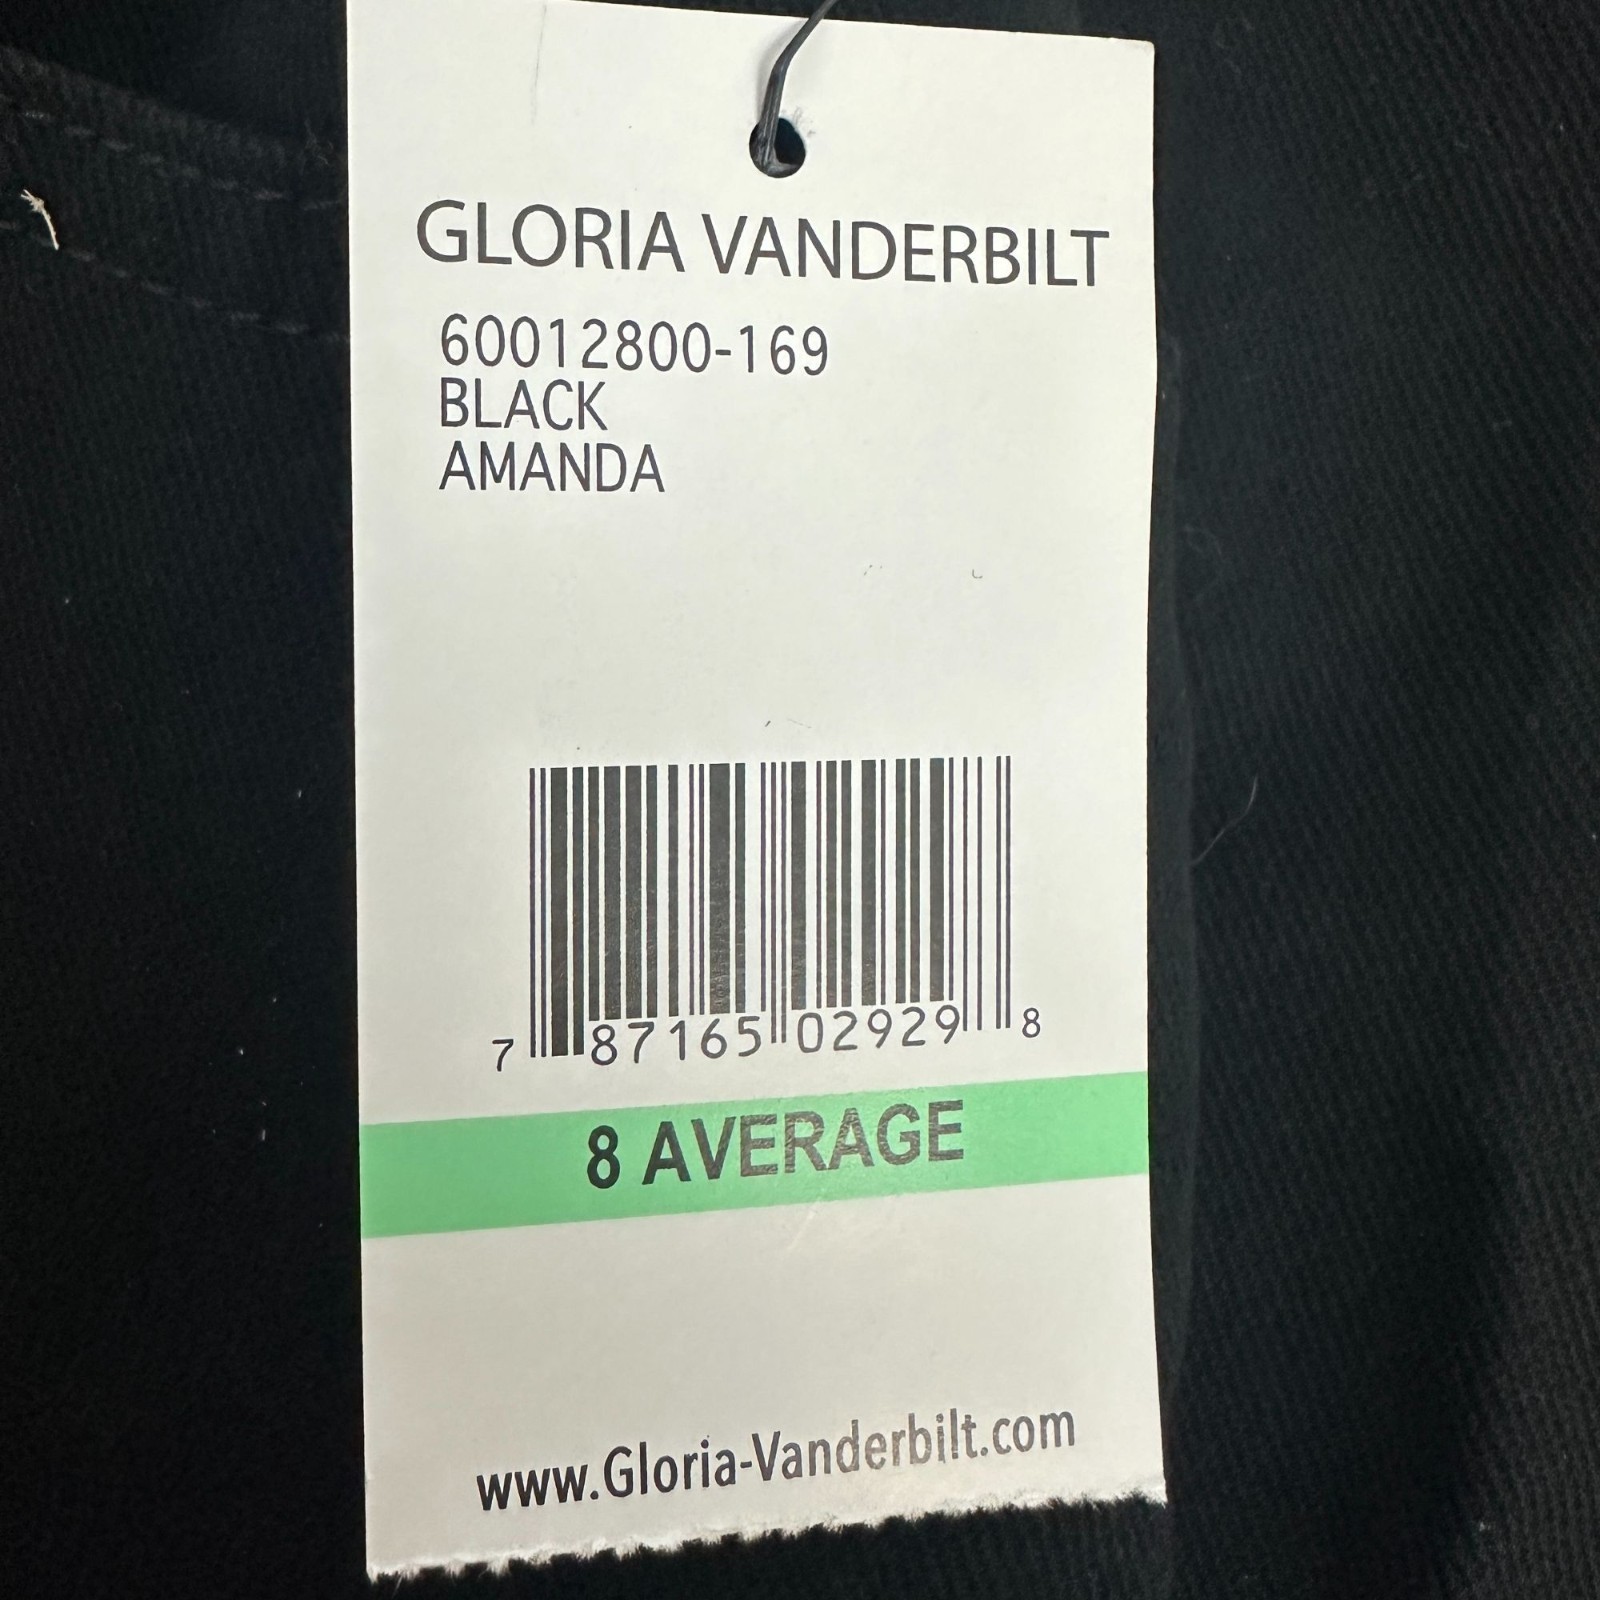 GLORIA VANDERBILT
60012800-169
BLACK
AMANDA
7 87165 02929 8
8 AVERAGE
www.Gloria-Vanderbilt.com